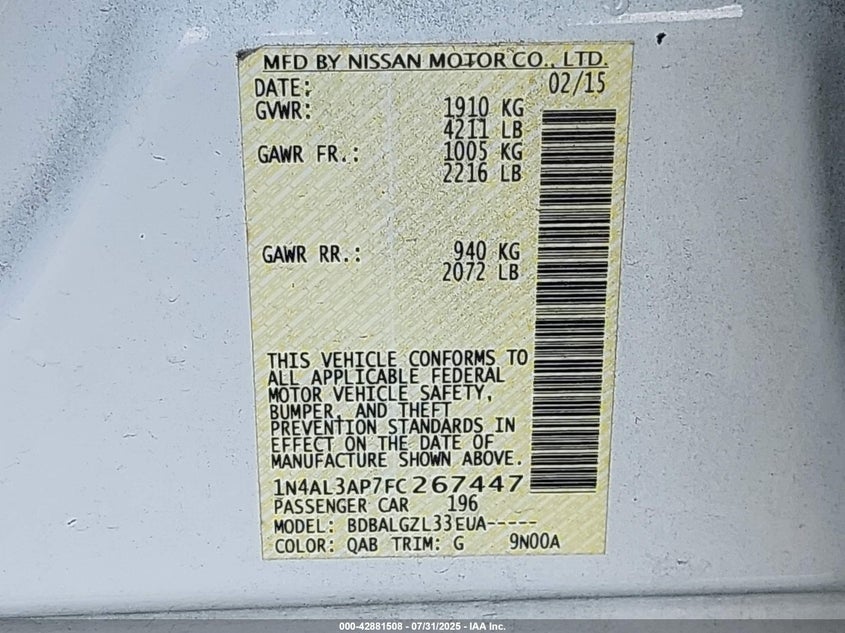 MFD BY NISSAN MOTOR CO., LTD.
DATE: 02/15
GVWR: 1910 KG
4211 LB
GAWR FR.: 1005 KG
2216 LB
GAWR RR.: 940 KG
2072 LB
THIS VEHICLE CONFORMS TO
ALL APPLICABLE FEDERAL
MOTOR VEHICLE SAFETY,
BUMPER, AND THEFT
PREVENTION STANDARDS IN
EFFECT ON THE DATE OF
MANUFACTURE SHOWN ABOVE.
1N4AL3AP7FC267447
PASSENGER CAR 196
MODEL: BDBALGZL33EUA-----
COLOR: QAB TRIM: G 9N00A
000-42881508 - 07/31/2025 - IAA Inc.